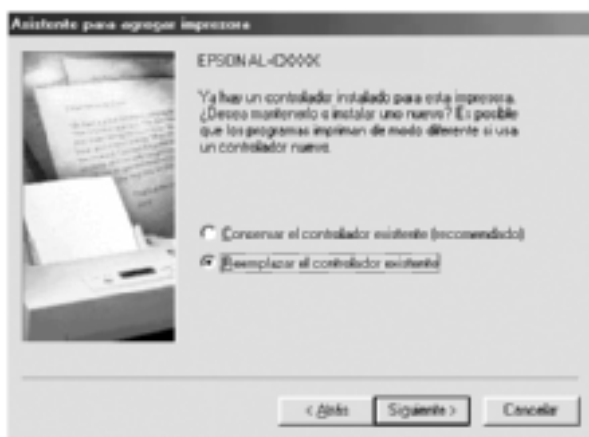 Asistente para agregar impresora
EPSON AL-CXXXX
Ya hay un controlador instalado para esta impresora.
¿Desea mantenerlo o instalar uno nuevo? Es posible
que los programas impriman de modo diferente si usa
un controlador nuevo.
Conservar el controlador existente (recomendado)
Reemplazar el controlador existente
< Atrás
Siguiente >
Cancelar